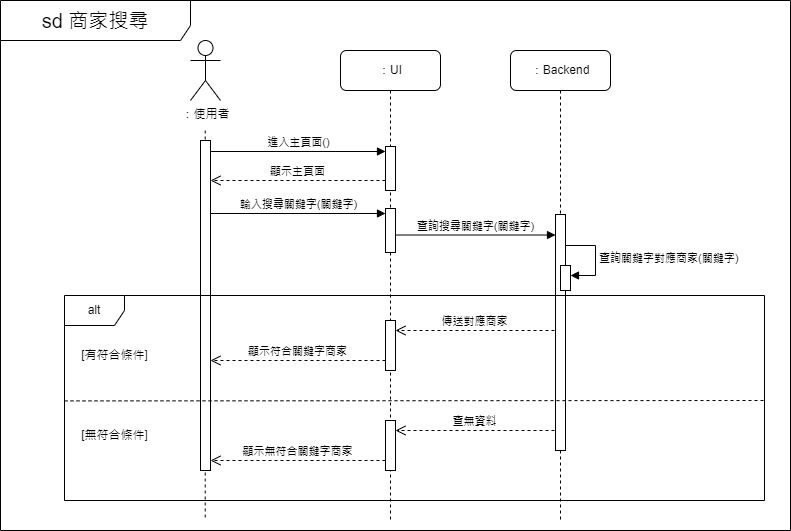 sd 商家搜尋
：UI
：Backend
：使用者
進入主頁面()
顯示主頁面
輸入搜尋關鍵字(關鍵字)
查詢搜尋關鍵字(關鍵字)
查詢關鍵字對應商家(關鍵字)
alt
傳送對應商家
[有符合條件]
顯示符合關鍵字商家
查無資料
[無符合條件]
顯示無符合關鍵字商家